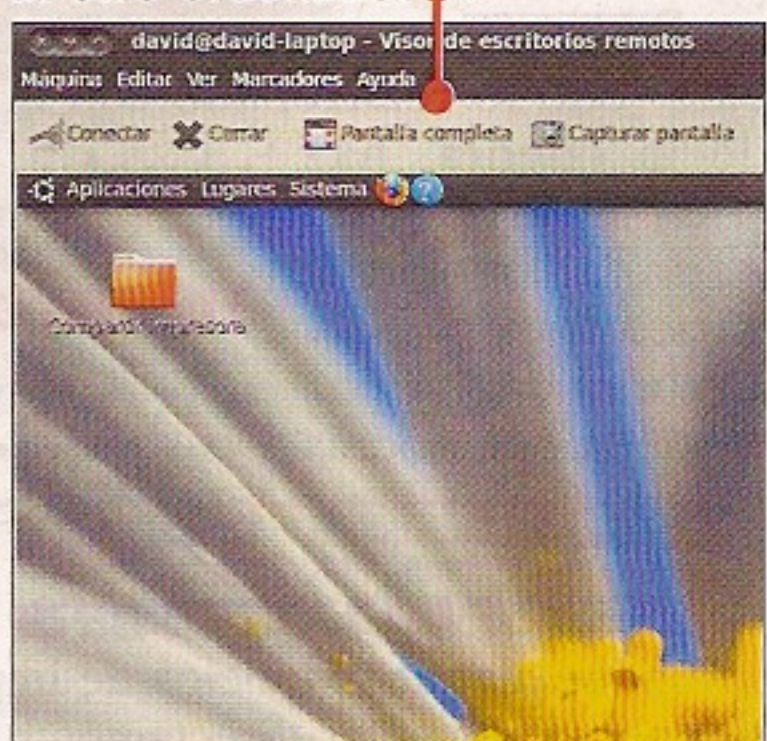 david@david-laptop - Visor de escritorios remotos
Máquina Editar Ver Marcadores Ayuda
Conectar Cerrar Pantalla completa Capturar pantalla
Aplicaciones Lugares Sistema
?